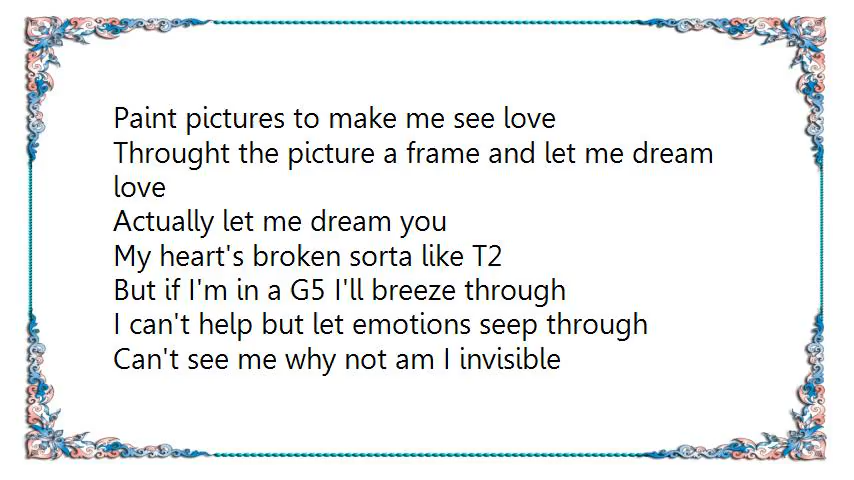 Paint pictures to make me see love
Throught the picture a frame and let me dream
love
Actually let me dream you
My heart's broken sorta like T2
But if I'm in a G5 I'll breeze through
I can't help but let emotions seep through
Can't see me why not am I invisible